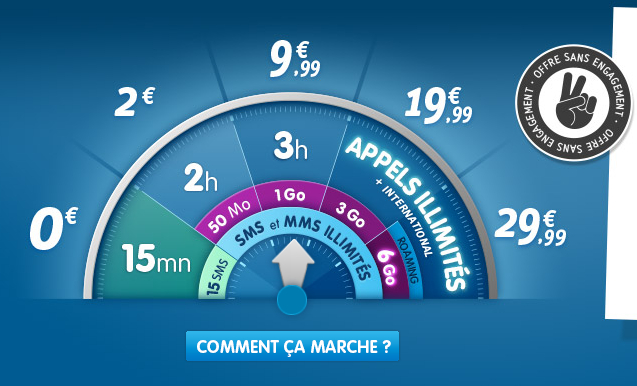 0€
2€
9€,99
19€,99
29€,99
15mn
2h
3h
APPELS ILLIMITÉS
+ INTERNATIONAL
50 Mo
1 Go
3 Go
6 Go
ROAMING
15 SMS
SMS et MMS ILLIMITÉS
OFFRE SANS ENGAGEMENT · OFFRE SANS ENGAGEMENT ·
COMMENT ÇA MARCHE ?